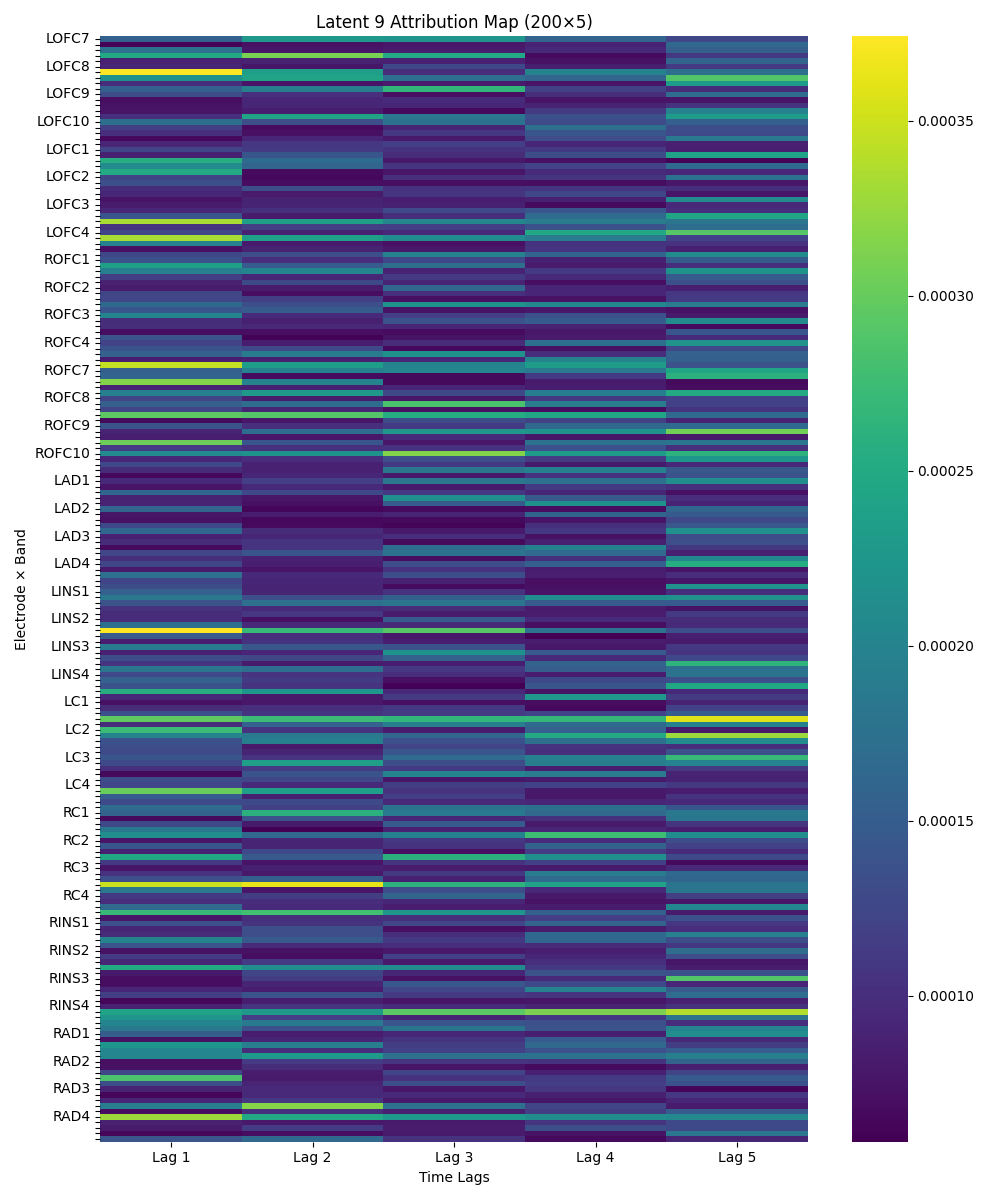 Latent 9 Attribution Map (200×5)
LOFC7
LOFC8
LOFC9
LOFC10
LOFC1
LOFC2
LOFC3
LOFC4
ROFC1
ROFC2
ROFC3
ROFC4
ROFC7
ROFC8
ROFC9
ROFC10
LAD1
LAD2
LAD3
LAD4
LINS1
LINS2
LINS3
LINS4
LC1
LC2
LC3
LC4
RC1
RC2
RC3
RC4
RINS1
RINS2
RINS3
RINS4
RAD1
RAD2
RAD3
RAD4
Electrode × Band
Lag 1 Lag 2 Lag 3 Lag 4 Lag 5
Time Lags
0.00035
0.00030
0.00025
0.00020
0.00015
0.00010